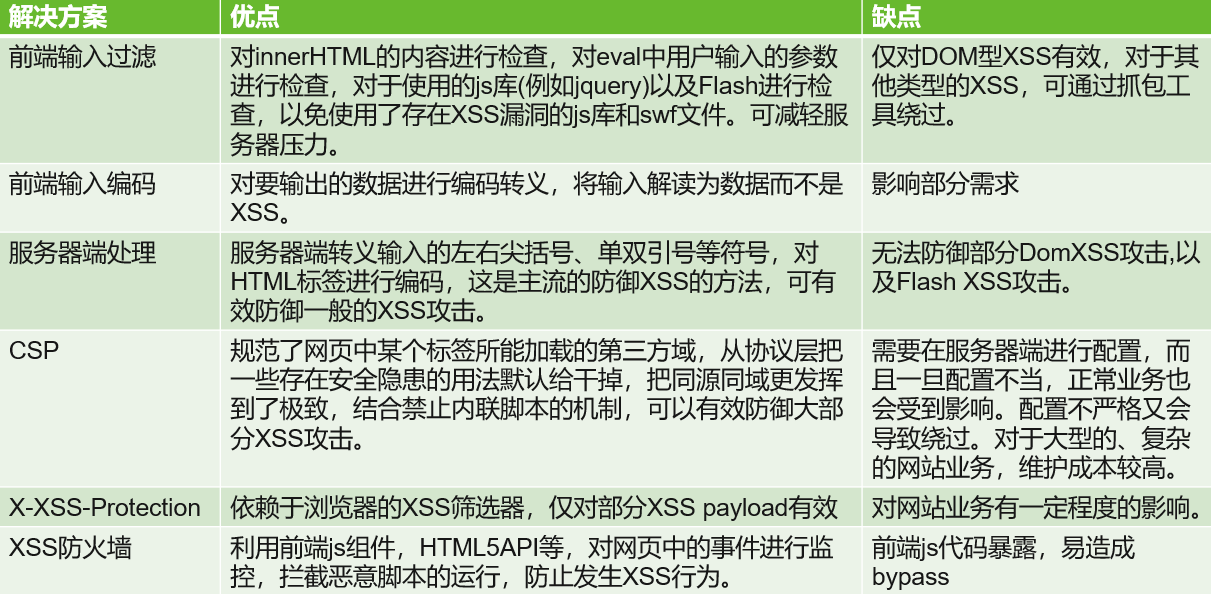 解决方案
优点
缺点
前端输入过滤
对innerHTML的内容进行检查，对eval中用户输入的参数
进行检查，对于使用的js库(例如jquery)以及Flash进行检
查，以免使用了存在XSS漏洞的js库和swf文件。可减轻服
务器压力。
仅对DOM型XSS有效，对于其
他类型的XSS，可通过抓包工
具绕过。
前端输入编码
对要输出的数据进行编码转义，将输入解读为数据而不是
XSS。
影响部分需求
服务器端处理
服务器端转义输入的左右尖括号、单双引号等符号，对
HTML标签进行编码，这是主流的防御XSS的方法，可有
效防御一般的XSS攻击。
无法防御部分DomXSS攻击,以
及Flash XSS攻击。
CSP
规范了网页中某个标签所能加载的第三方域，从协议层把
一些存在安全隐患的用法默认给干掉，把同源同域更发挥
到了极致，结合禁止内联脚本的机制，可以有效防御大部
分XSS攻击。
需要在服务器端进行配置，而
且一旦配置不当，正常业务也
会受到影响。配置不严格又会
导致绕过。对于大型的、复杂
的网站业务，维护成本较高。
X-XSS-Protection
依赖于浏览器的XSS筛选器，仅对部分XSS payload有效
对网站业务有一定程度的影响。
XSS防火墙
利用前端js组件，HTML5API等，对网页中的事件进行监
控，拦截恶意脚本的运行，防止发生XSS行为。
前端js代码暴露，易造成
bypass